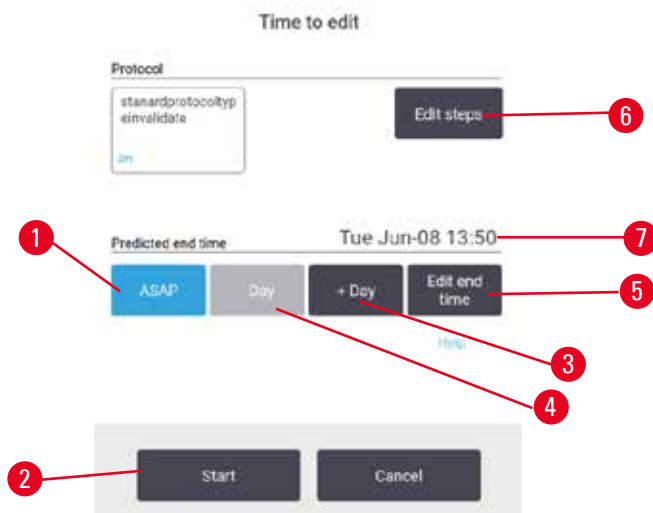 Time to edit
Protocol
stanardprotocoltyp
einvalidate
Edit steps
6
1
Predicted end time
Tue Jun-08 13:50
7
ASAP
Day
+ Day
Edit end
time
5
Help
3
4
2
Start
Cancel